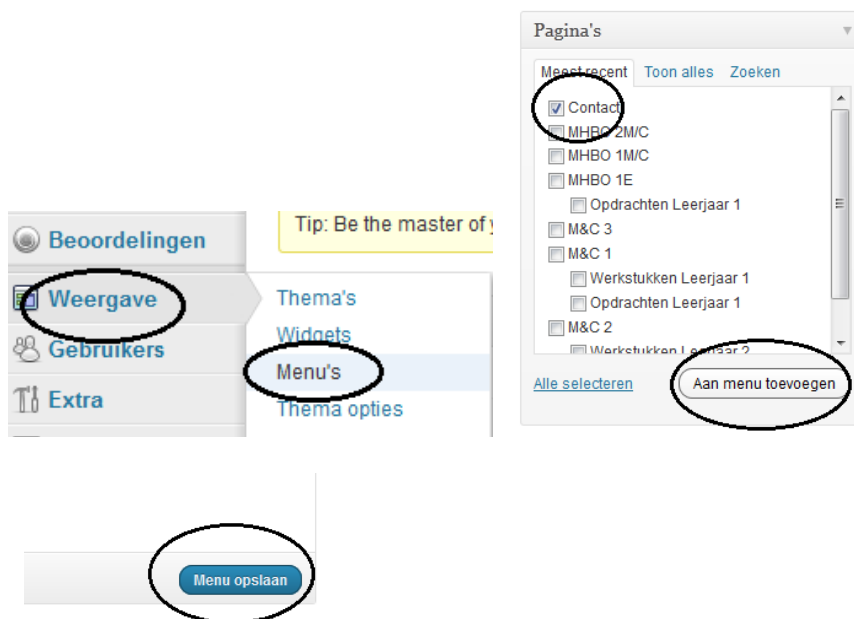 Pagina's
Meest recent Toon alles Zoeken
Contact
MHBO 2M/C
MHBO 1M/C
MHBO 1E
Opdrachten Leerjaar 1
M&C 3
M&C 1
Werkstukken Leerjaar 1
Opdrachten Leerjaar 1
M&C 2
Werkstukken Leerjaar 2
Alle selecteren Aan menu toevoegen
Beoordelingen
Tip: Be the master of
Weergave
Gebruikers
Extra
Thema's
Widgets
Menu's
Thema opties
Menu opslaan